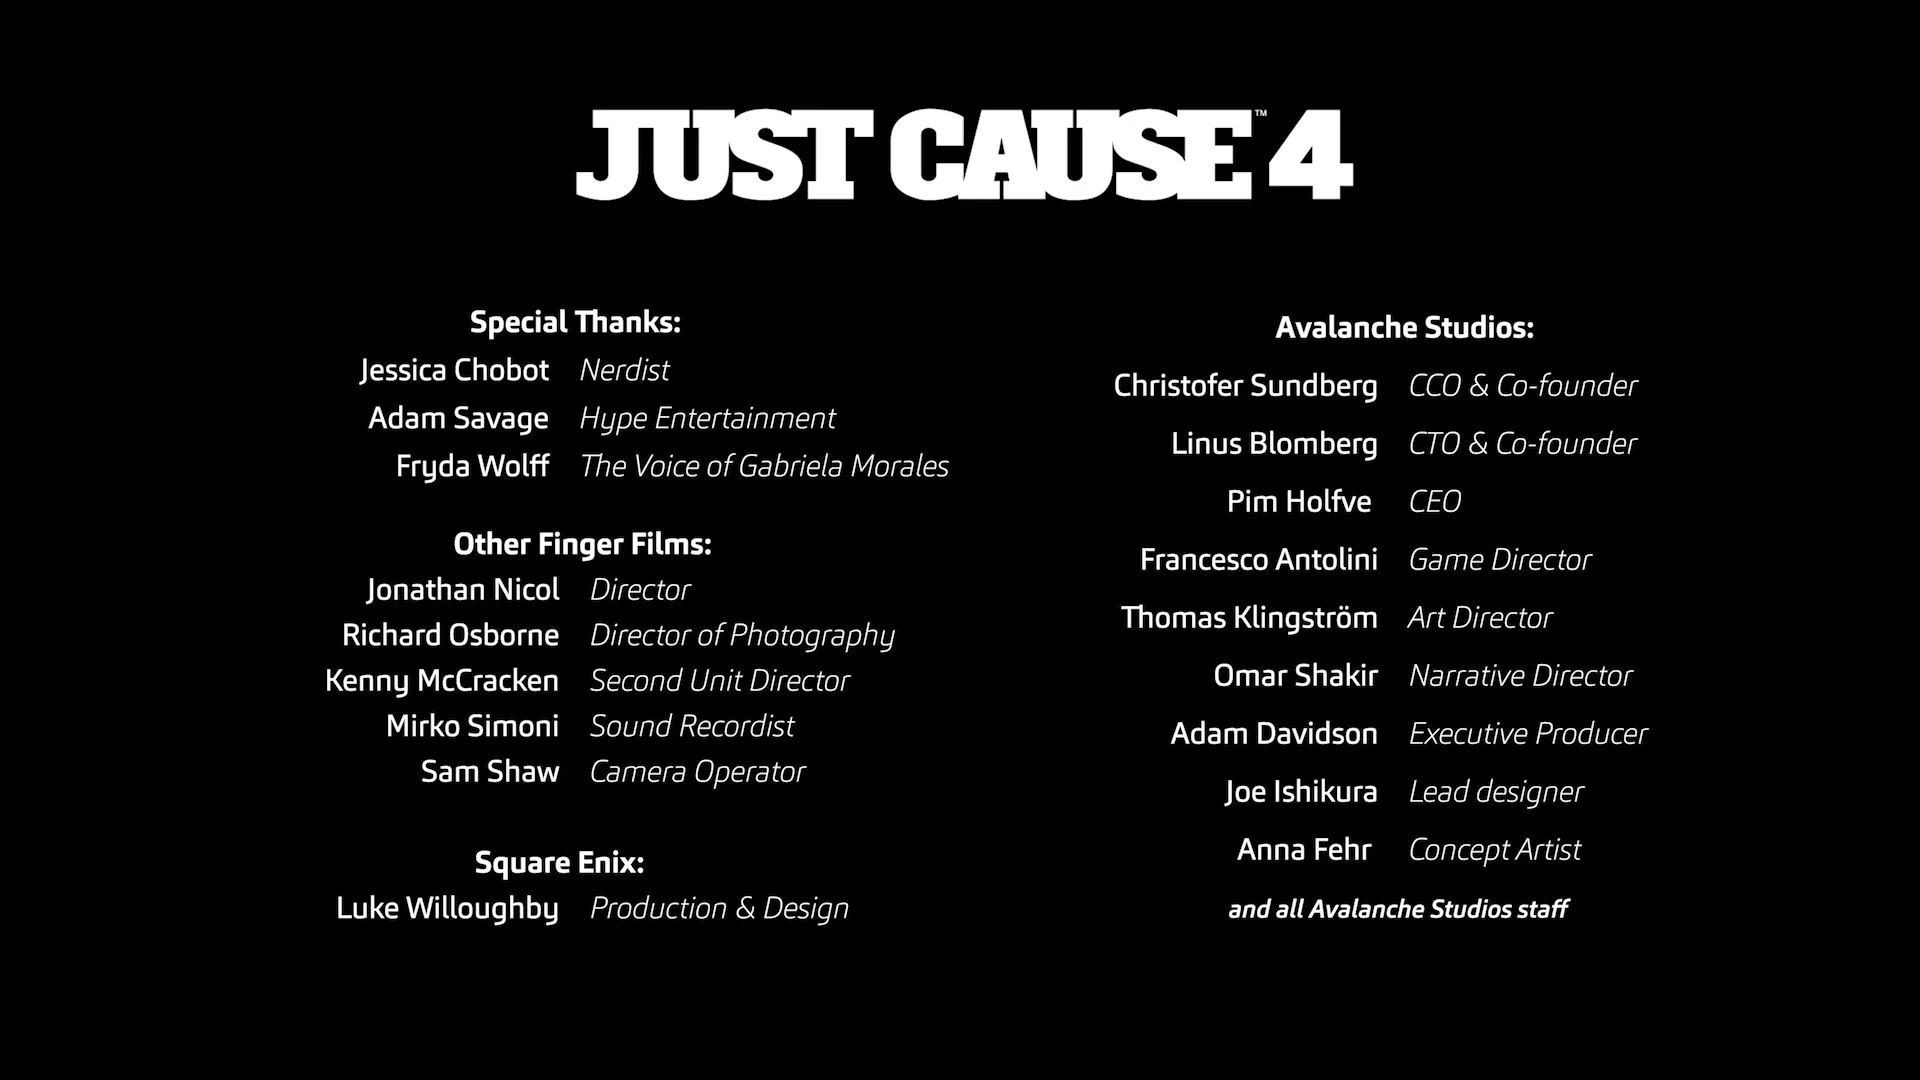 JUST CAUSE™ 4
Special Thanks:
Jessica Chobot Nerdist
Adam Savage Hype Entertainment
Fryda Wolff The Voice of Gabriela Morales
Other Finger Films:
Jonathan Nicol Director
Richard Osborne Director of Photography
Kenny McCracken Second Unit Director
Mirko Simoni Sound Recordist
Sam Shaw Camera Operator
Square Enix:
Luke Willoughby Production & Design
Avalanche Studios:
Christofer Sundberg CCO & Co-founder
Linus Blomberg CTO & Co-founder
Pim Holfve CEO
Francesco Antolini Game Director
Thomas Klingström Art Director
Omar Shakir Narrative Director
Adam Davidson Executive Producer
Joe Ishikura Lead designer
Anna Fehr Concept Artist
and all Avalanche Studios staff